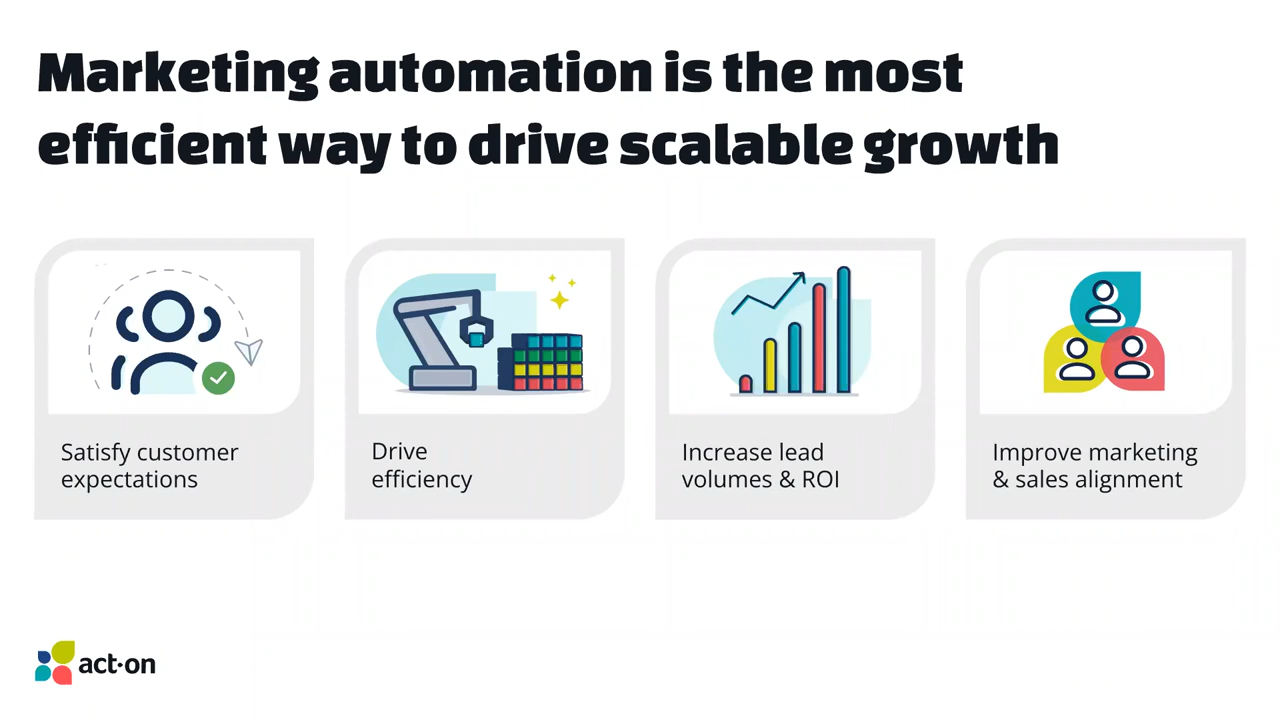 Marketing automation is the most
efficient way to drive scalable growth
Satisfy customer
expectations
Drive
efficiency
Increase lead
volumes & ROI
Improve marketing
& sales alignment
act-on